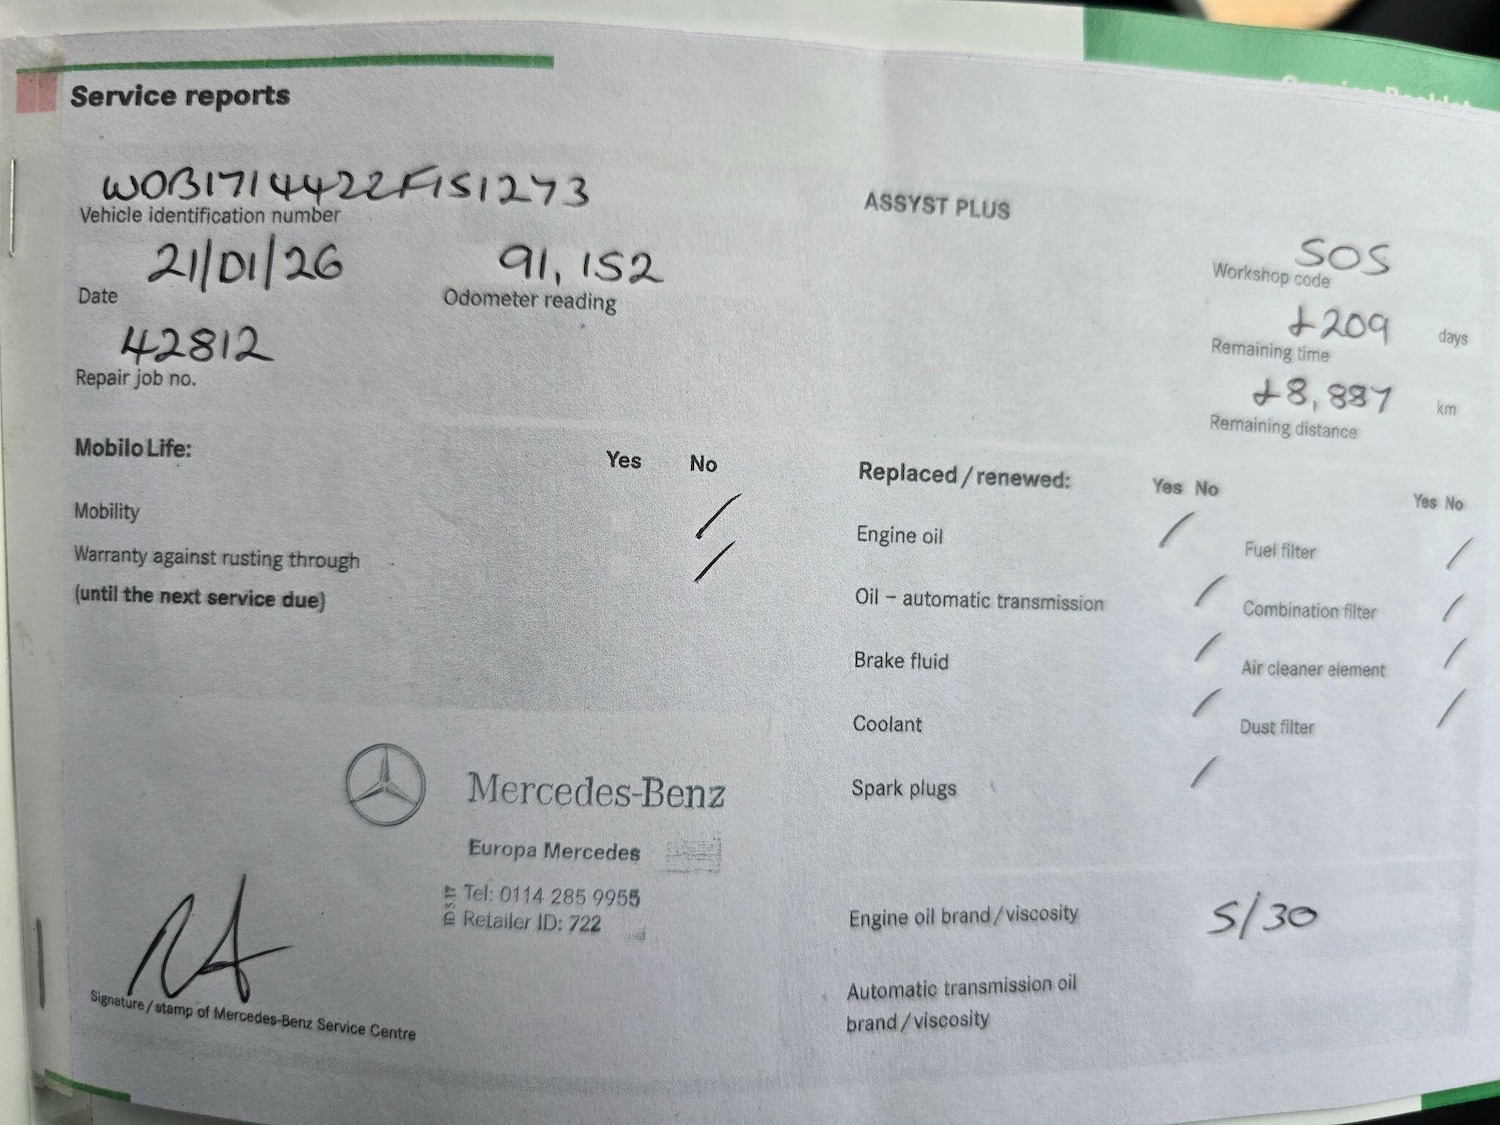 Service reports
WOB1714422F151273
Vehicle identification number
21/01/26
Date
91,152
Odometer reading
42812
Repair job no.
ASSYST PLUS
SOS
Workshop code
+209 days
Remaining time
+8,887 km
Remaining distance
Mobilo Life:
Yes No
Mobility /
Warranty against rusting through /
(until the next service due)
Replaced / renewed:
Yes No
Engine oil /
Oil – automatic transmission /
Brake fluid /
Coolant /
Spark plugs /
Yes No
Fuel filter /
Combination filter /
Air cleaner element /
Dust filter /
Mercedes-Benz
Europa Mercedes
Tel: 0114 285 9955
Retailer ID: 722
Signature / stamp of Mercedes-Benz Service Centre
Engine oil brand / viscosity
5/30
Automatic transmission oil
brand / viscosity